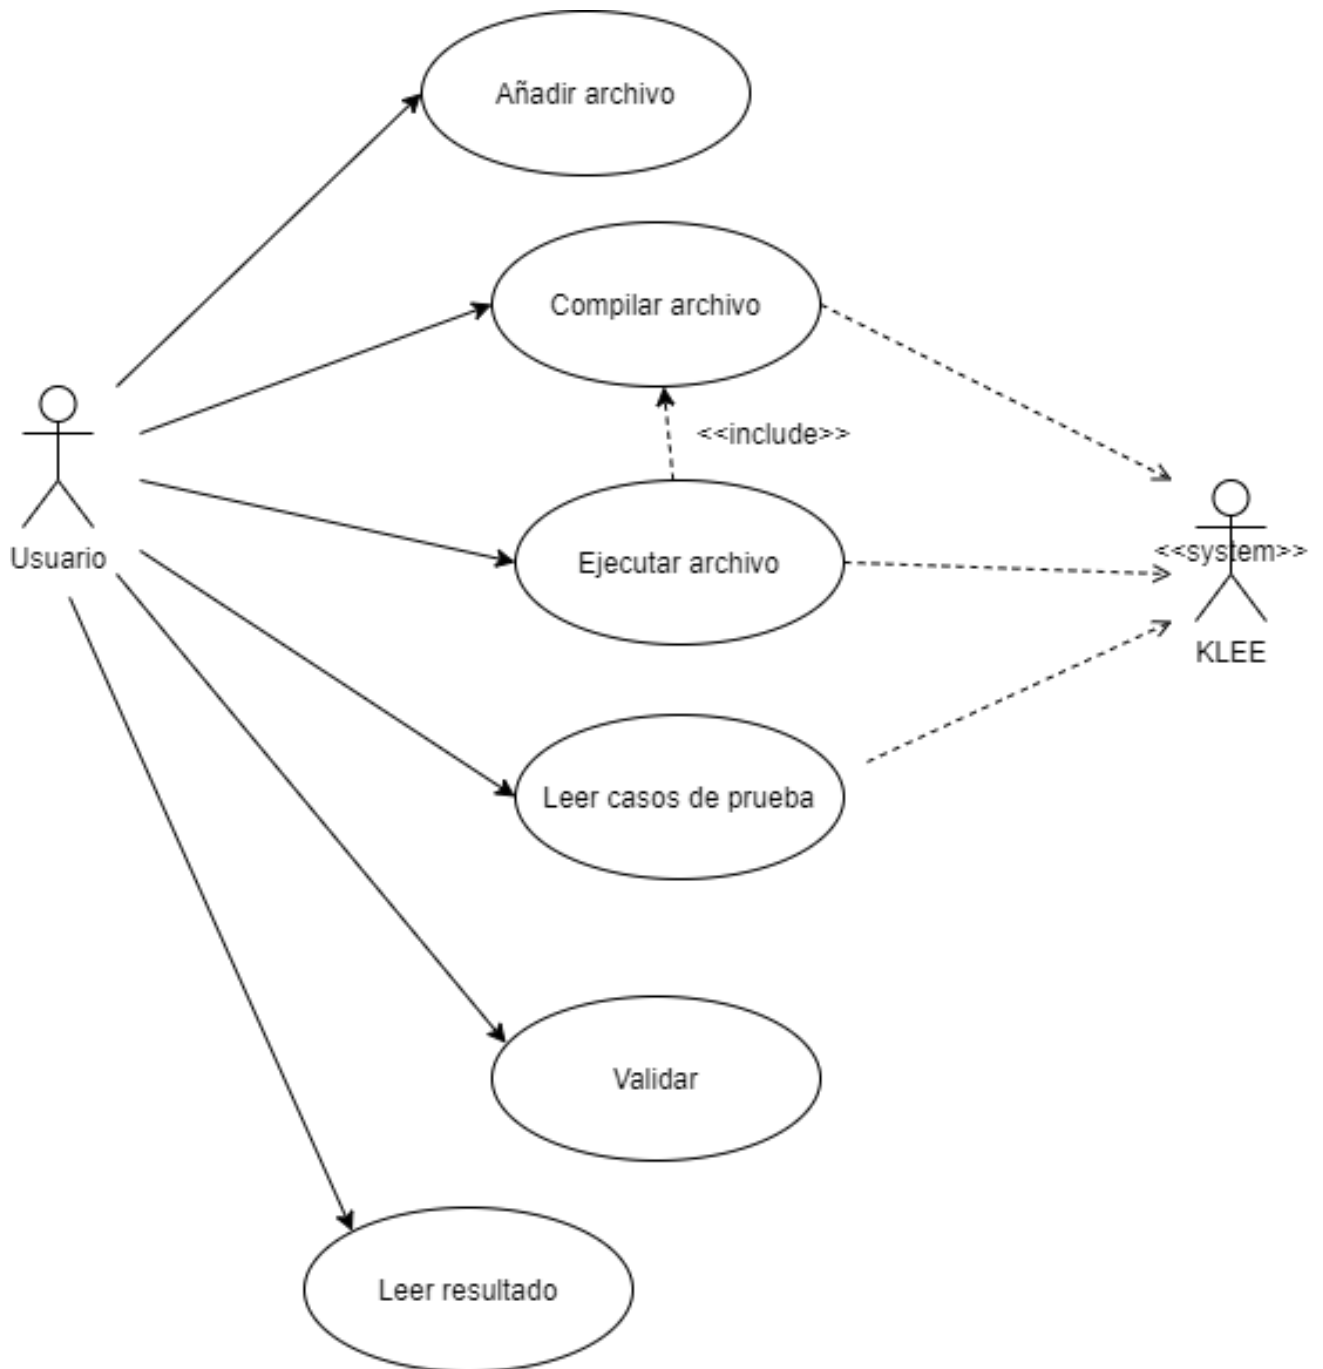 Añadir archivo
Compilar archivo
<<include>>
Usuario
Ejecutar archivo
<<system>>
KLEE
Leer casos de prueba
Validar
Leer resultado